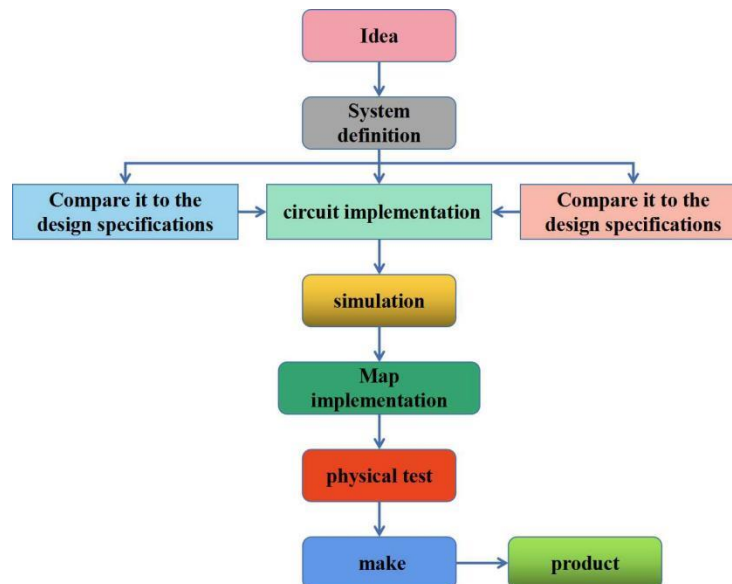 Idea
System
definition
Compare it to the
design specifications
circuit implementation
Compare it to the
design specifications
simulation
Map
implementation
physical test
make
product